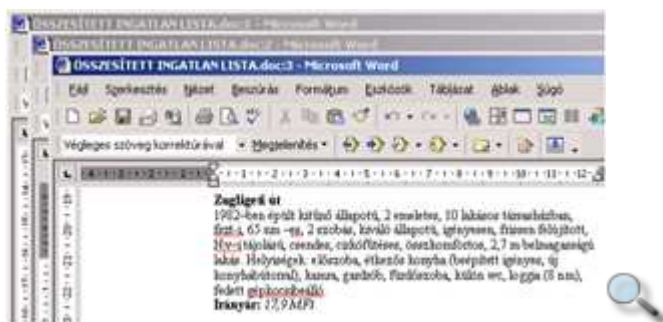 ÖSSZESÍTETT INGATLAN LISTA.doc:1 - Microsoft Word
ÖSSZESÍTETT INGATLAN LISTA.doc:2 - Microsoft Word
ÖSSZESÍTETT INGATLAN LISTA.doc:3 - Microsoft Word
Fájl Szerkesztés Nézet Beszúrás Formátum Eszközök Táblázat Ablak Súgó
Végleges szöveg korrektúrával Megjelenítés
Zugligeti út
1982-ben épült kitűnő állapotú, 2 emeletes, 10 lakásos társasházban,
fszt-i, 65 nm -es, 2 szobás, kiváló állapotú, igényesen, frissen felújított,
tájolású, csendes, cirkófűtéses, összkomfortos, 2,7 m belmagasságú
lakás. Helyiségek: előszoba, étkezős konyha (beépített igényes, új
konyhabútorral), kamra, gardrób, fürdőszoba, külön wc, loggia (8 nm),
fedett gépkocsibeálló
Irányár: 17,9 MFt